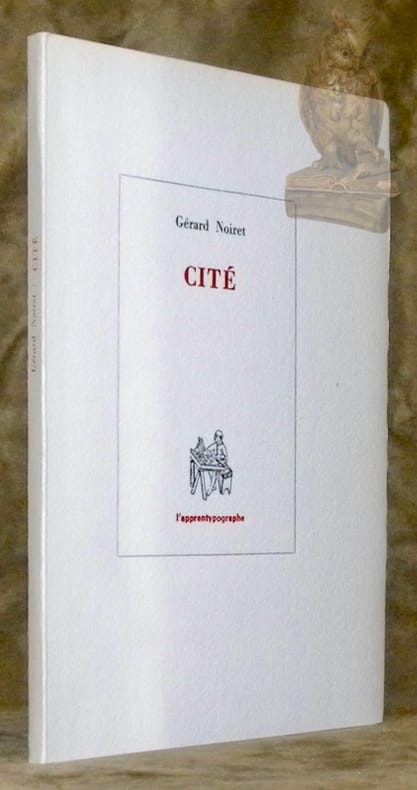 Gérard Noiret
CITÉ
l'apprentypographe
Gérard Noiret : CITÉ